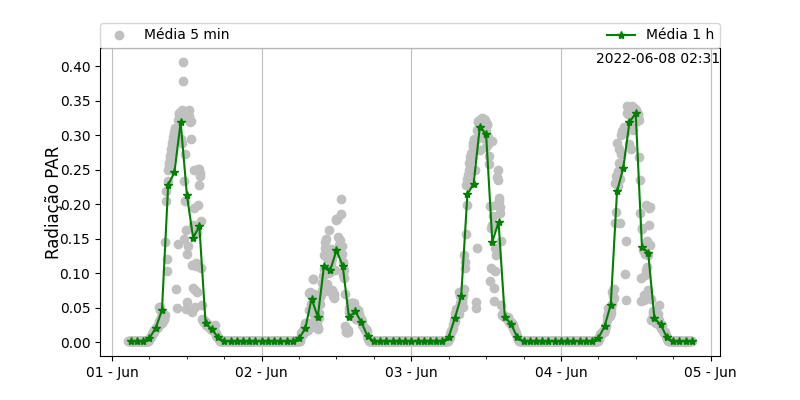 Média 5 min
Média 1 h
2022-06-08 02:31
Radiação PAR
0.40
0.35
0.30
0.25
0.20
0.15
0.10
0.05
0.00
01 - Jun
02 - Jun
03 - Jun
04 - Jun
05 - Jun